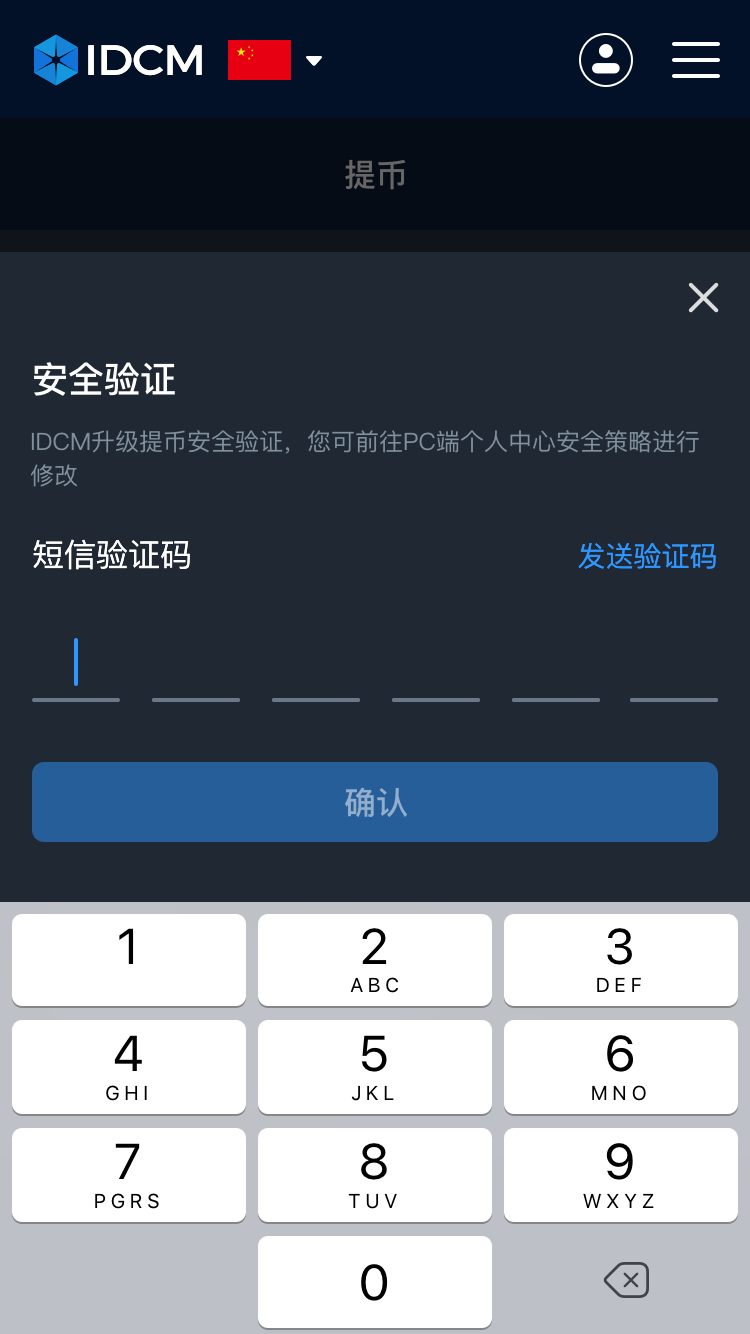 IDCM
提币
安全验证
IDCM升级提币安全验证，您可前往PC端个人中心安全策略进行
修改
短信验证码 发送验证码
确认
1 2 3
ABC DEF
4 5 6
GHI JKL MNO
7 8 9
PGRS TUV WXYZ
0